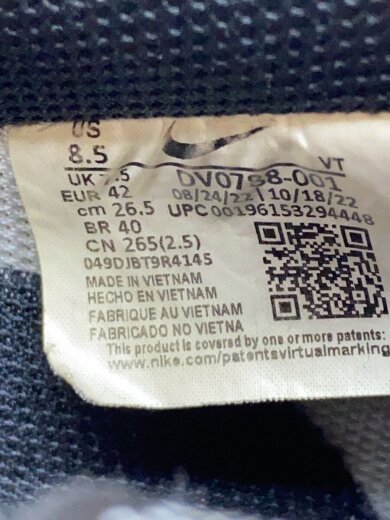 US
8.5
VT
UK 7.5 DV0788-001
EUR 42 08/24/22 10/18/22
cm 26.5 UPC00196153294448
BR 40
CN 265(2.5)
049DJBT9R4145
MADE IN VIETNAM
HECHO EN VIETNAM
FABRIQUE AU VIETNAM
FABRICADO NO VIETNA
This product is covered by one or more patents:
www.nike.com/patentsvirtualmarking